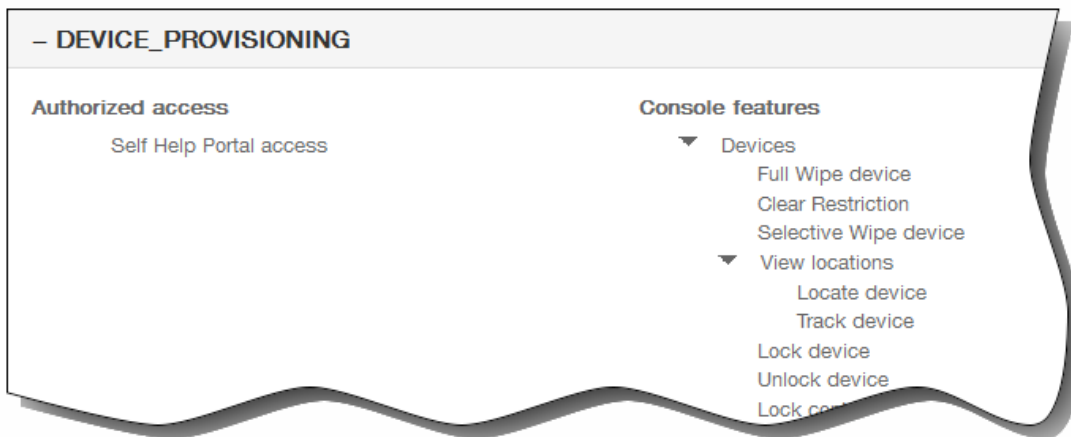 – DEVICE_PROVISIONING
Authorized access
Self Help Portal access
Console features
Devices
Full Wipe device
Clear Restriction
Selective Wipe device
View locations
Locate device
Track device
Lock device
Unlock device
Lock